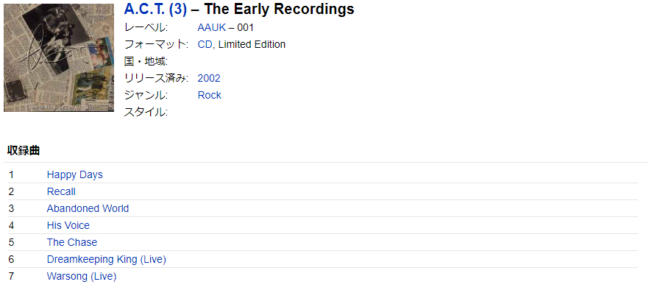 A.C.T. (3) – The Early Recordings
レーベル: AAUK – 001
フォーマット: CD, Limited Edition
国・地域:
リリース済み: 2002
ジャンル: Rock
スタイル:
収録曲
1 Happy Days
2 Recall
3 Abandoned World
4 His Voice
5 The Chase
6 Dreamkeeping King (Live)
7 Warsong (Live)